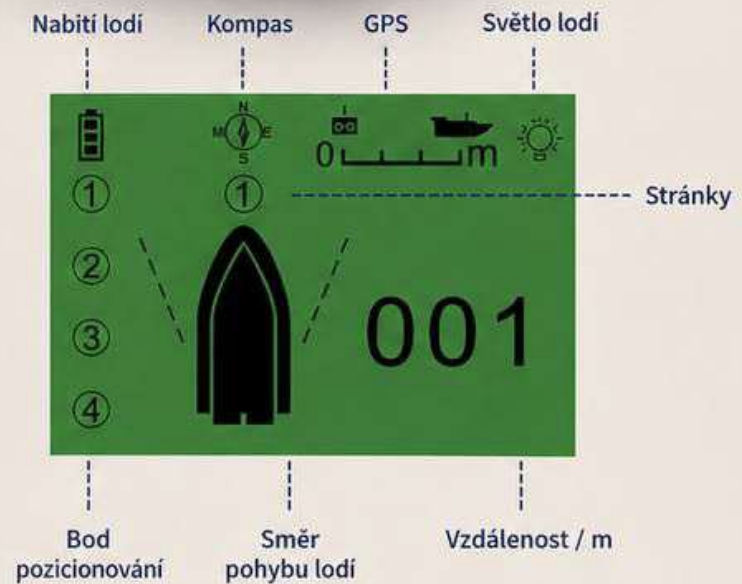 Nabití lodí
Kompas
GPS
Světlo lodí
N
M E
S
0 m
① ①
Stránky
②
③
④
001
Bod
pozicionování
Směr
pohybu lodí
Vzdálenost / m